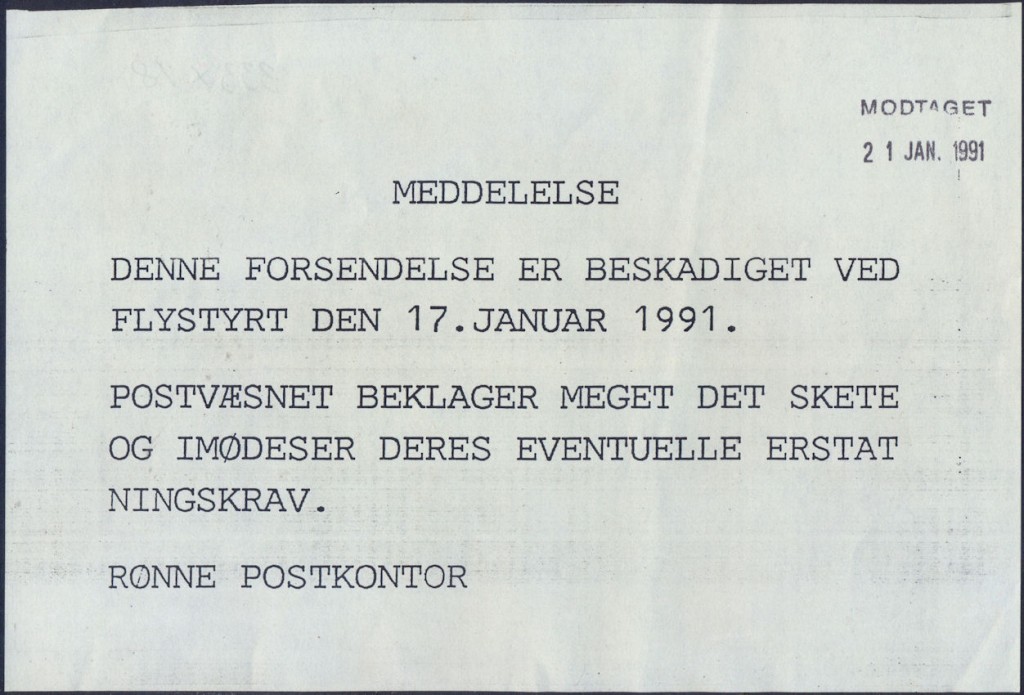 MODTAGET
2 1 JAN. 1991
MEDDELELSE
DENNE FORSENDELSE ER BESKADIGET VED
FLYSTYRT DEN 17.JANUAR 1991.
POSTVÆSNET BEKLAGER MEGET DET SKETE
OG IMØDESER DERES EVENTUELLE ERSTAT
NINGSKRAV.
RØNNE POSTKONTOR